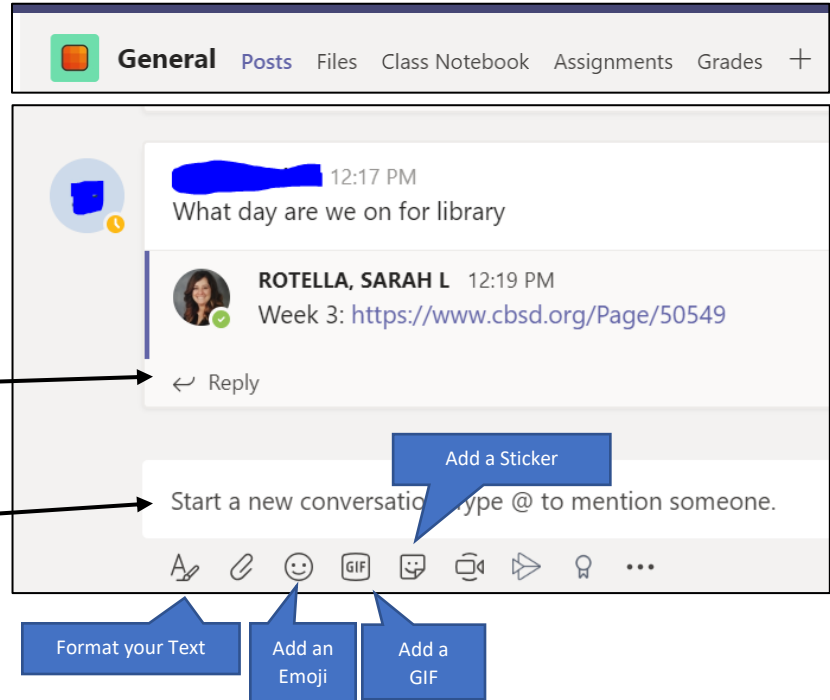 General Posts Files Class Notebook Assignments Grades +
12:17 PM
What day are we on for library
ROTELLA, SARAH L 12:19 PM
Week 3: https://www.cbsd.org/Page/50549
Reply
Add a Sticker
Start a new conversation. Type @ to mention someone.
GIF
Format your Text
Add an
Emoji
Add a
GIF